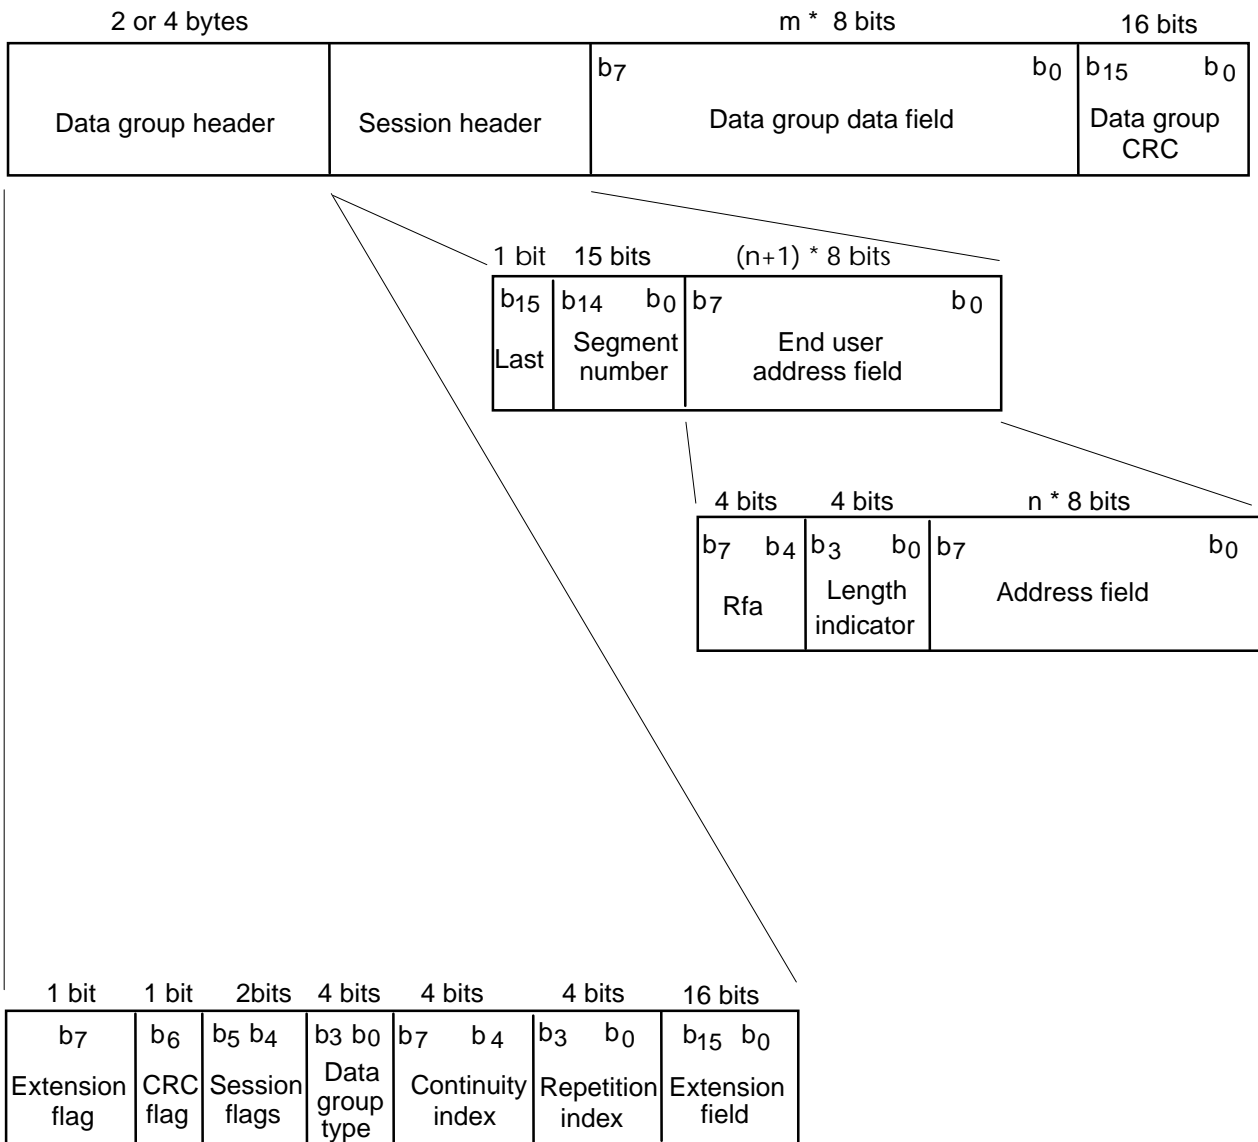 2 or 4 bytes m * 8 bits 16 bits
b7 b0 b15 b0
Data group header Session header Data group data field Data group
CRC
1 bit 15 bits (n+1) * 8 bits
b15 b14 b0 b7 b0
Last Segment
number End user
address field
4 bits 4 bits n * 8 bits
b7 b4 b3 b0 b7 b0
Rfa Length
indicator Address field
1 bit 1 bit 2bits 4 bits 4 bits 4 bits 16 bits
b7 b6 b5 b4 b3 b0 b7 b4 b3 b0 b15 b0
Extension
flag CRC
flag Session
flags Data
group
type Continuity
index Repetition
index Extension
field